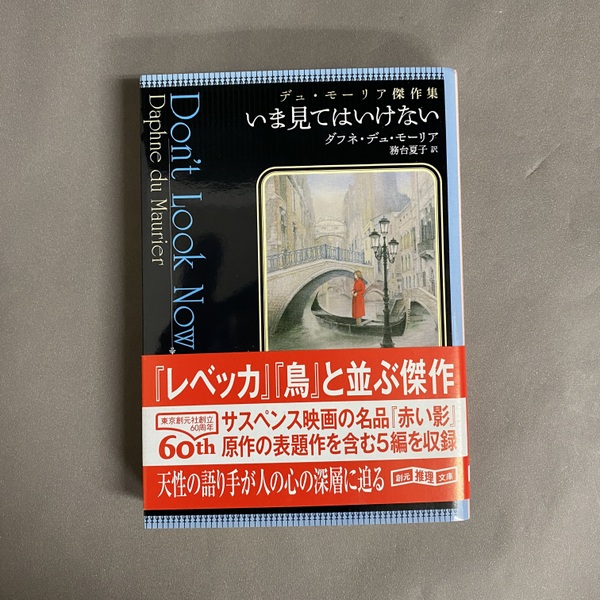 デュ・モーリア傑作集
いま見てはいけない
ダフネ・デュ・モーリア
務台夏子 訳
Don't Look Now
Daphne du Maurier
『レベッカ』『鳥』と並ぶ傑作
東京創元社創立
60周年
60th
サスペンス映画の名品『赤い影』
原作の表題作を含む5編を収録
天性の語り手が人の心の深層に迫る
創元推理文庫